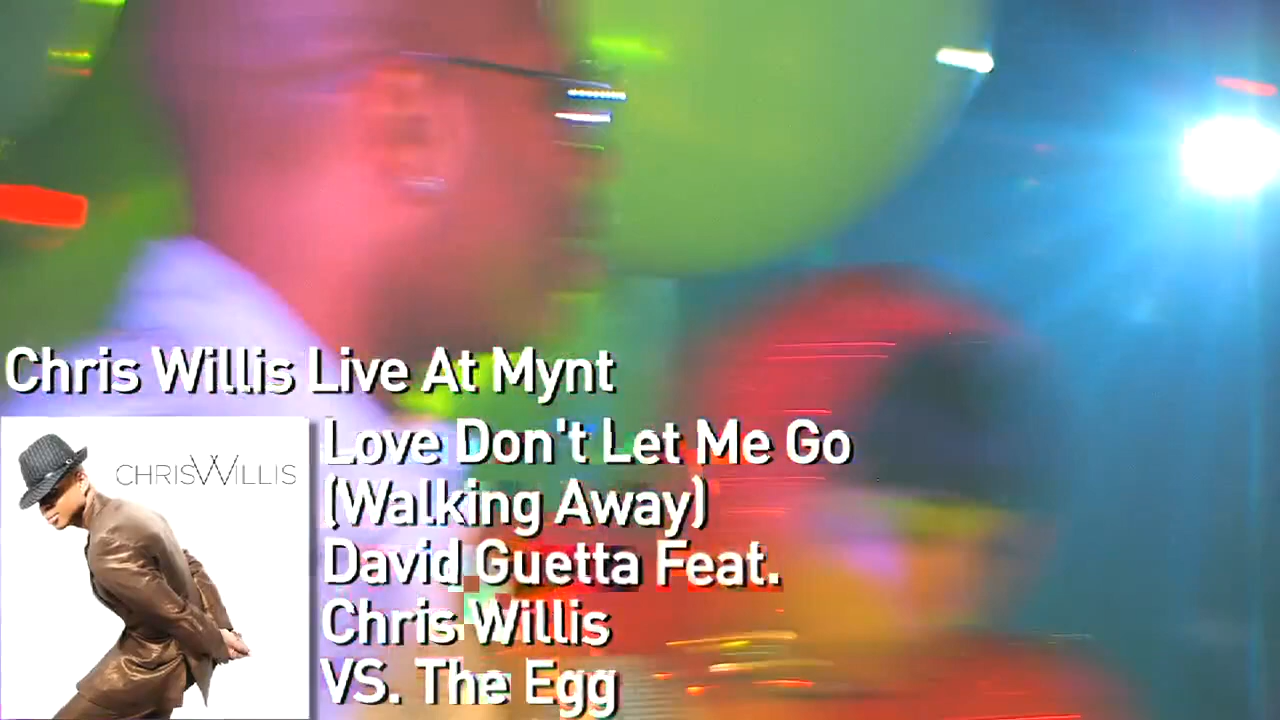 Chris Willis Live At Mynt
CHRISWILLIS
Love Don't Let Me Go
(Walking Away)
David Guetta Feat.
Chris Willis
VS. The Egg